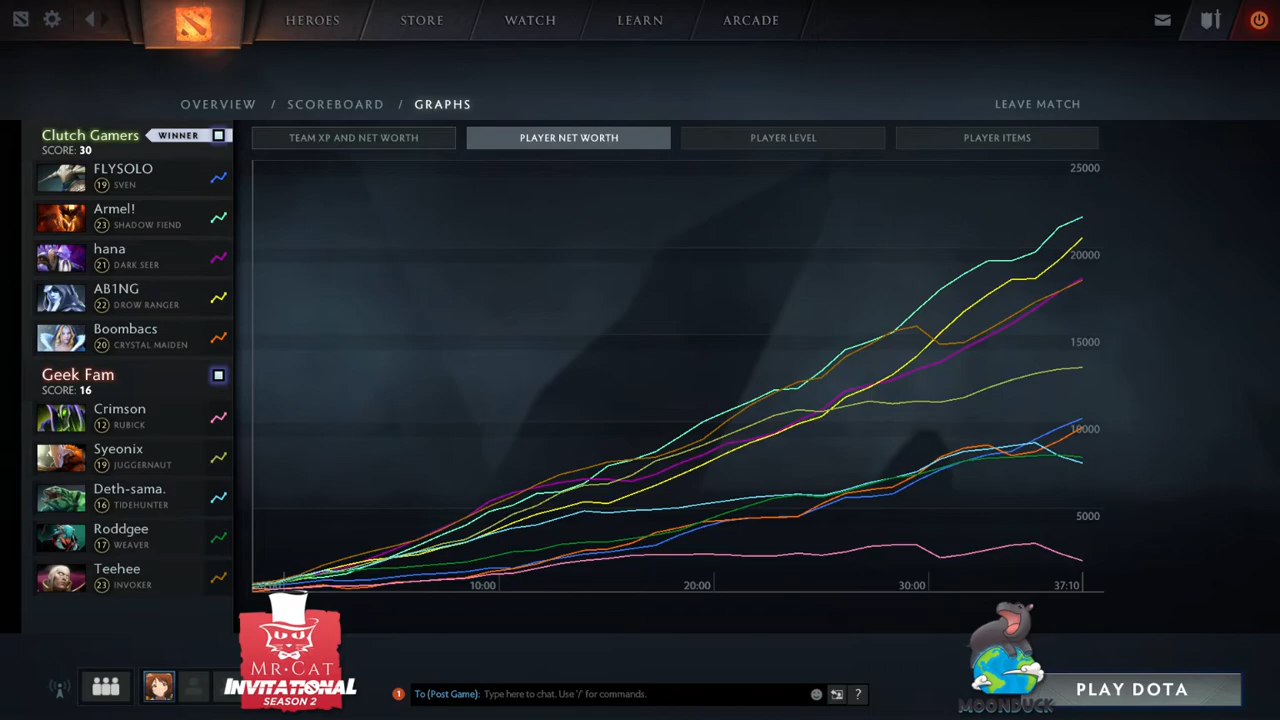 HEROES
STORE
WATCH
LEARN
ARCADE
OVERVIEW / SCOREBOARD / GRAPHS
LEAVE MATCH
Clutch Gamers WINNER
SCORE: 30
TEAM XP AND NET WORTH
PLAYER NET WORTH
PLAYER LEVEL
PLAYER ITEMS
FLYSOLO
19 SVEN
Armel!
23 SHADOW FIEND
hana
21 DARK SEER
AB1NG
22 DROW RANGER
Boombacs
20 CRYSTAL MAIDEN
Geek Fam
SCORE: 16
Crimson
12 RUBICK
Syeonix
19 JUGGERNAUT
Deth-sama.
16 TIDEHUNTER
Roddgee
17 WEAVER
Teehee
23 INVOKER
25000
20000
15000
10000
5000
10:00
20:00
30:00
37:10
MR.CAT
INVITATIONAL
SEASON 2
1 To (Post Game): Type here to chat. Use '/' for commands.
?
MOONDUCK
PLAY DOTA